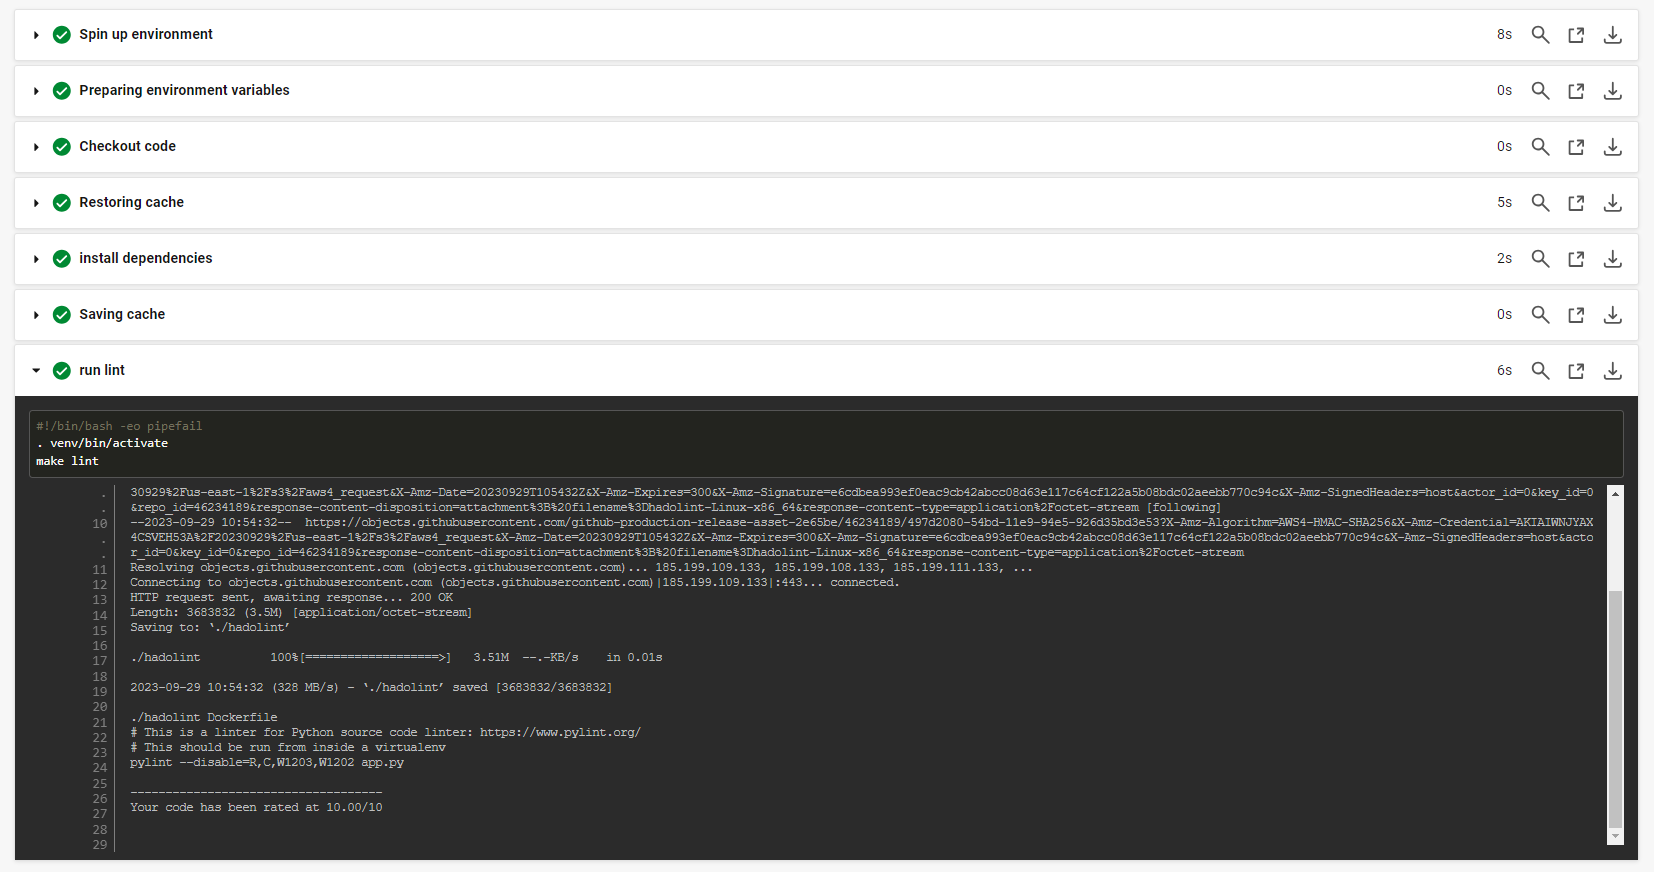 Spin up environment 8s
Preparing environment variables 0s
Checkout code 0s
Restoring cache 5s
install dependencies 2s
Saving cache 0s
run lint 6s
#!/bin/bash -eo pipefail
. venv/bin/activate
make lint
. 30929%2Fus-east-1%2Fs3%2Faws4_request&X-Amz-Date=20230929T105432Z&X-Amz-Expires=300&X-Amz-Signature=e6cdbea993ef0eac9cb42abcc08d63e117c64cf122a5b08bdc02aeebb770c94c&X-Amz-SignedHeaders=host&actor_id=0&key_id=0
. &repo_id=46234189&response-content-disposition=attachment%3B%20filename%3Dhadolint-Linux-x86_64&response-content-type=application%2Foctet-stream [following]
10 --2023-09-29 10:54:32--  https://objects.githubusercontent.com/github-production-release-asset-2e65be/46234189/497d2080-54bd-11e9-94e5-926d35bd3e53?X-Amz-Algorithm=AWS4-HMAC-SHA256&X-Amz-Credential=AKIAIWNJYAX
. 4CSVEH53A%2F20230929%2Fus-east-1%2Fs3%2Faws4_request&X-Amz-Date=20230929T105432Z&X-Amz-Expires=300&X-Amz-Signature=e6cdbea993ef0eac9cb42abcc08d63e117c64cf122a5b08bdc02aeebb770c94c&X-Amz-SignedHeaders=host&acto
. r_id=0&key_id=0&repo_id=46234189&response-content-disposition=attachment%3B%20filename%3Dhadolint-Linux-x86_64&response-content-type=application%2Foctet-stream
11 Resolving objects.githubusercontent.com (objects.githubusercontent.com)... 185.199.109.133, 185.199.108.133, 185.199.111.133, ...
12 Connecting to objects.githubusercontent.com (objects.githubusercontent.com)|185.199.109.133|:443... connected.
13 HTTP request sent, awaiting response... 200 OK
14 Length: 3683832 (3.5M) [application/octet-stream]
15 Saving to: ‘./hadolint’
16
17 ./hadolint          100%[===================>]   3.51M  --.-KB/s    in 0.01s
18
19 2023-09-29 10:54:32 (328 MB/s) - ‘./hadolint’ saved [3683832/3683832]
20
21 ./hadolint Dockerfile
22 # This is a linter for Python source code linter: https://www.pylint.org/
23 # This should be run from inside a virtualenv
24 pylint --disable=R,C,W1203,W1202 app.py
25
26 ------------------------------------
27 Your code has been rated at 10.00/10
28
29